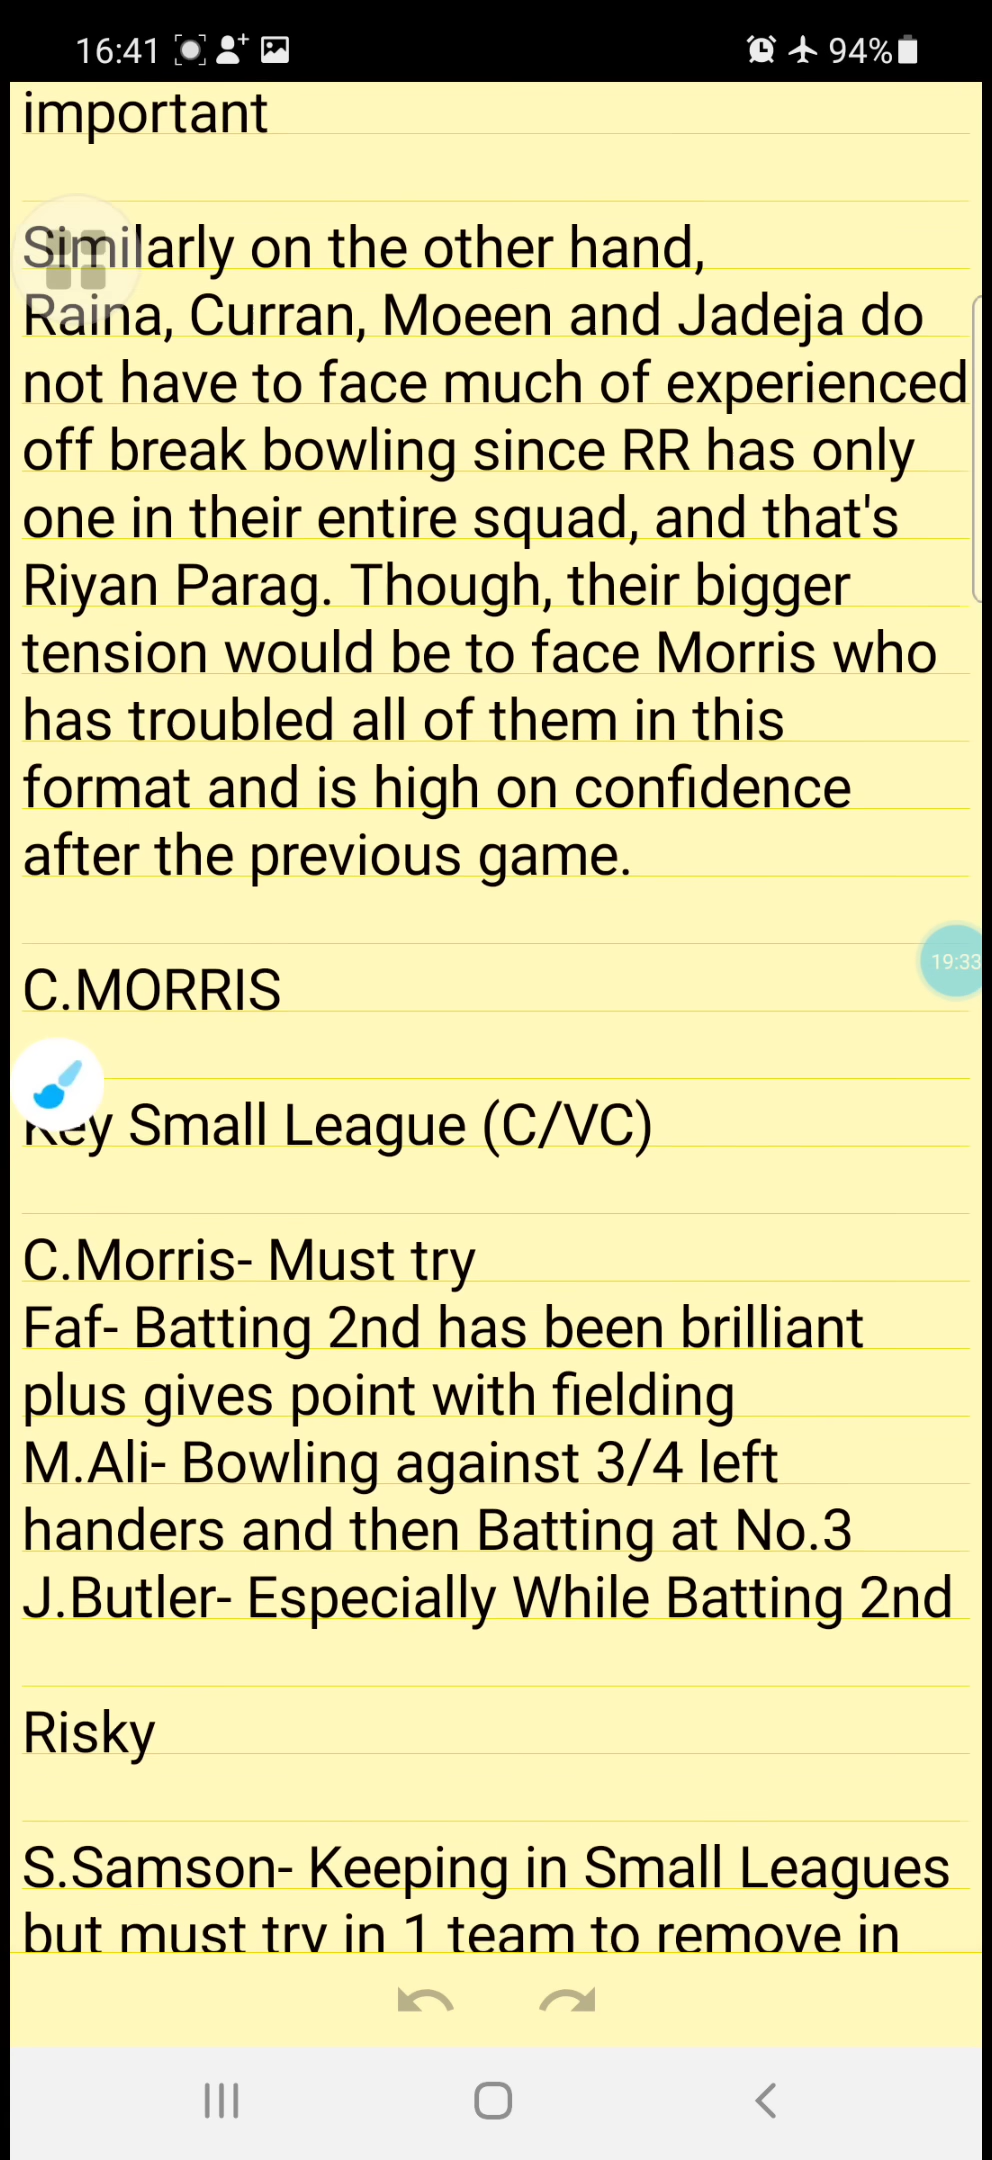 16:41
94%
important
Similarly on the other hand,
Raina, Curran, Moeen and Jadeja do
not have to face much of experienced
off break bowling since RR has only
one in their entire squad, and that's
Riyan Parag. Though, their bigger
tension would be to face Morris who
has troubled all of them in this
format and is high on confidence
after the previous game.
19:33
C.MORRIS
Key Small League (C/VC)
C.Morris- Must try
Faf- Batting 2nd has been brilliant
plus gives point with fielding
M.Ali- Bowling against 3/4 left
handers and then Batting at No.3
J.Butler- Especially While Batting 2nd
Risky
S.Samson- Keeping in Small Leagues
but must try in 1 team to remove in